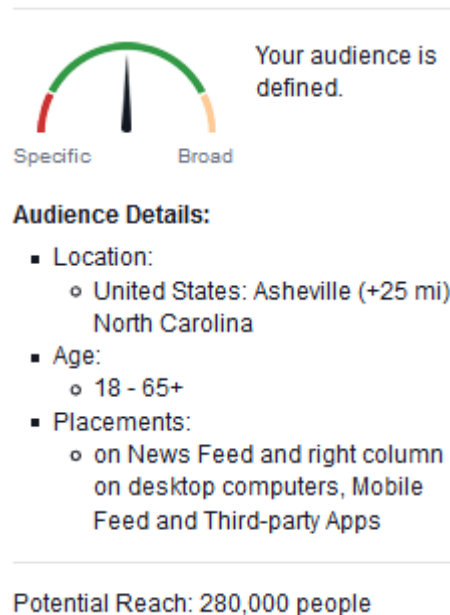 Your audience is
defined.
Specific
Broad
Audience Details:
Location:
United States: Asheville (+25 mi)
North Carolina
Age:
18 - 65+
Placements:
on News Feed and right column
on desktop computers, Mobile
Feed and Third-party Apps
Potential Reach: 280,000 people